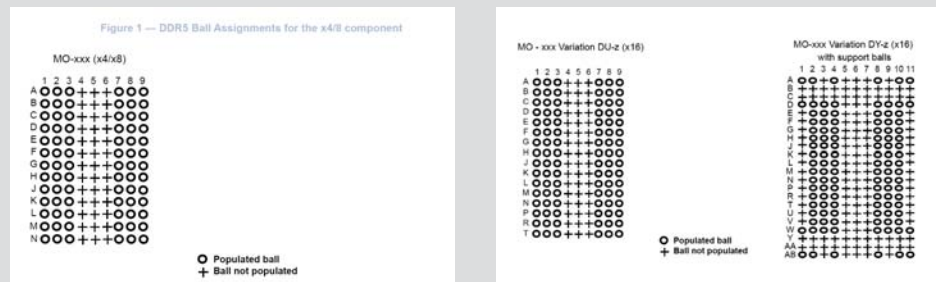 Figure 1 — DDR5 Ball Assignments for the x4/8 component
MO-xxx (x4/x8)
1 2 3 4 5 6 7 8 9
A
B
C
D
E
F
G
H
J
K
L
M
N
Populated ball
Ball not populated
MO - xxx Variation DU-z (x16)
1 2 3 4 5 6 7 8 9
A
B
C
D
E
F
G
H
J
K
L
M
N
P
R
T
Populated ball
Ball not populated
MO-xxx Variation DY-z (x16)
with support balls
1 2 3 4 5 6 7 8 9 10 11
A
B
C
D
E
F
G
H
J
K
L
M
N
P
R
T
U
V
W
Y
AA
AB